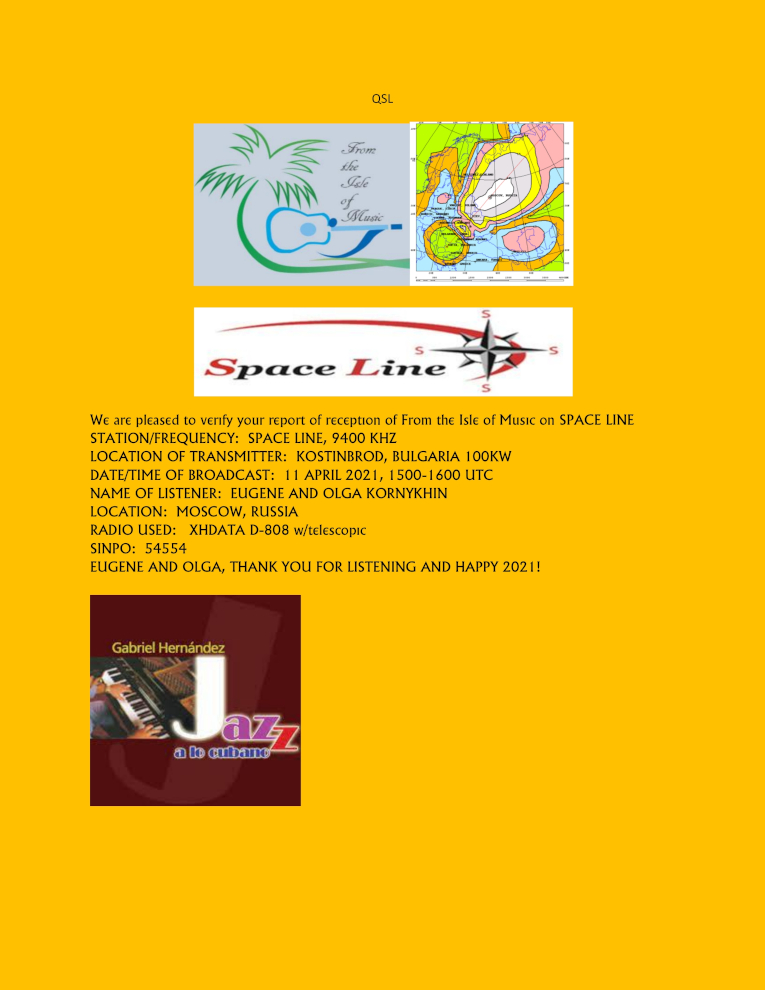 QSL
From
the
Isle
of
Music
S
Space Line
S
S
S
We are pleased to verify your report of reception of From the Isle of Music on SPACE LINE
STATION/FREQUENCY: SPACE LINE, 9400 KHZ
LOCATION OF TRANSMITTER: KOSTINBROD, BULGARIA 100KW
DATE/TIME OF BROADCAST: 11 APRIL 2021, 1500-1600 UTC
NAME OF LISTENER: EUGENE AND OLGA KORNYKHIN
LOCATION: MOSCOW, RUSSIA
RADIO USED: XHDATA D-808 w/telescopic
SINPO: 54554
EUGENE AND OLGA, THANK YOU FOR LISTENING AND HAPPY 2021!
Gabriel Hernández
Jazz
a lo cubano